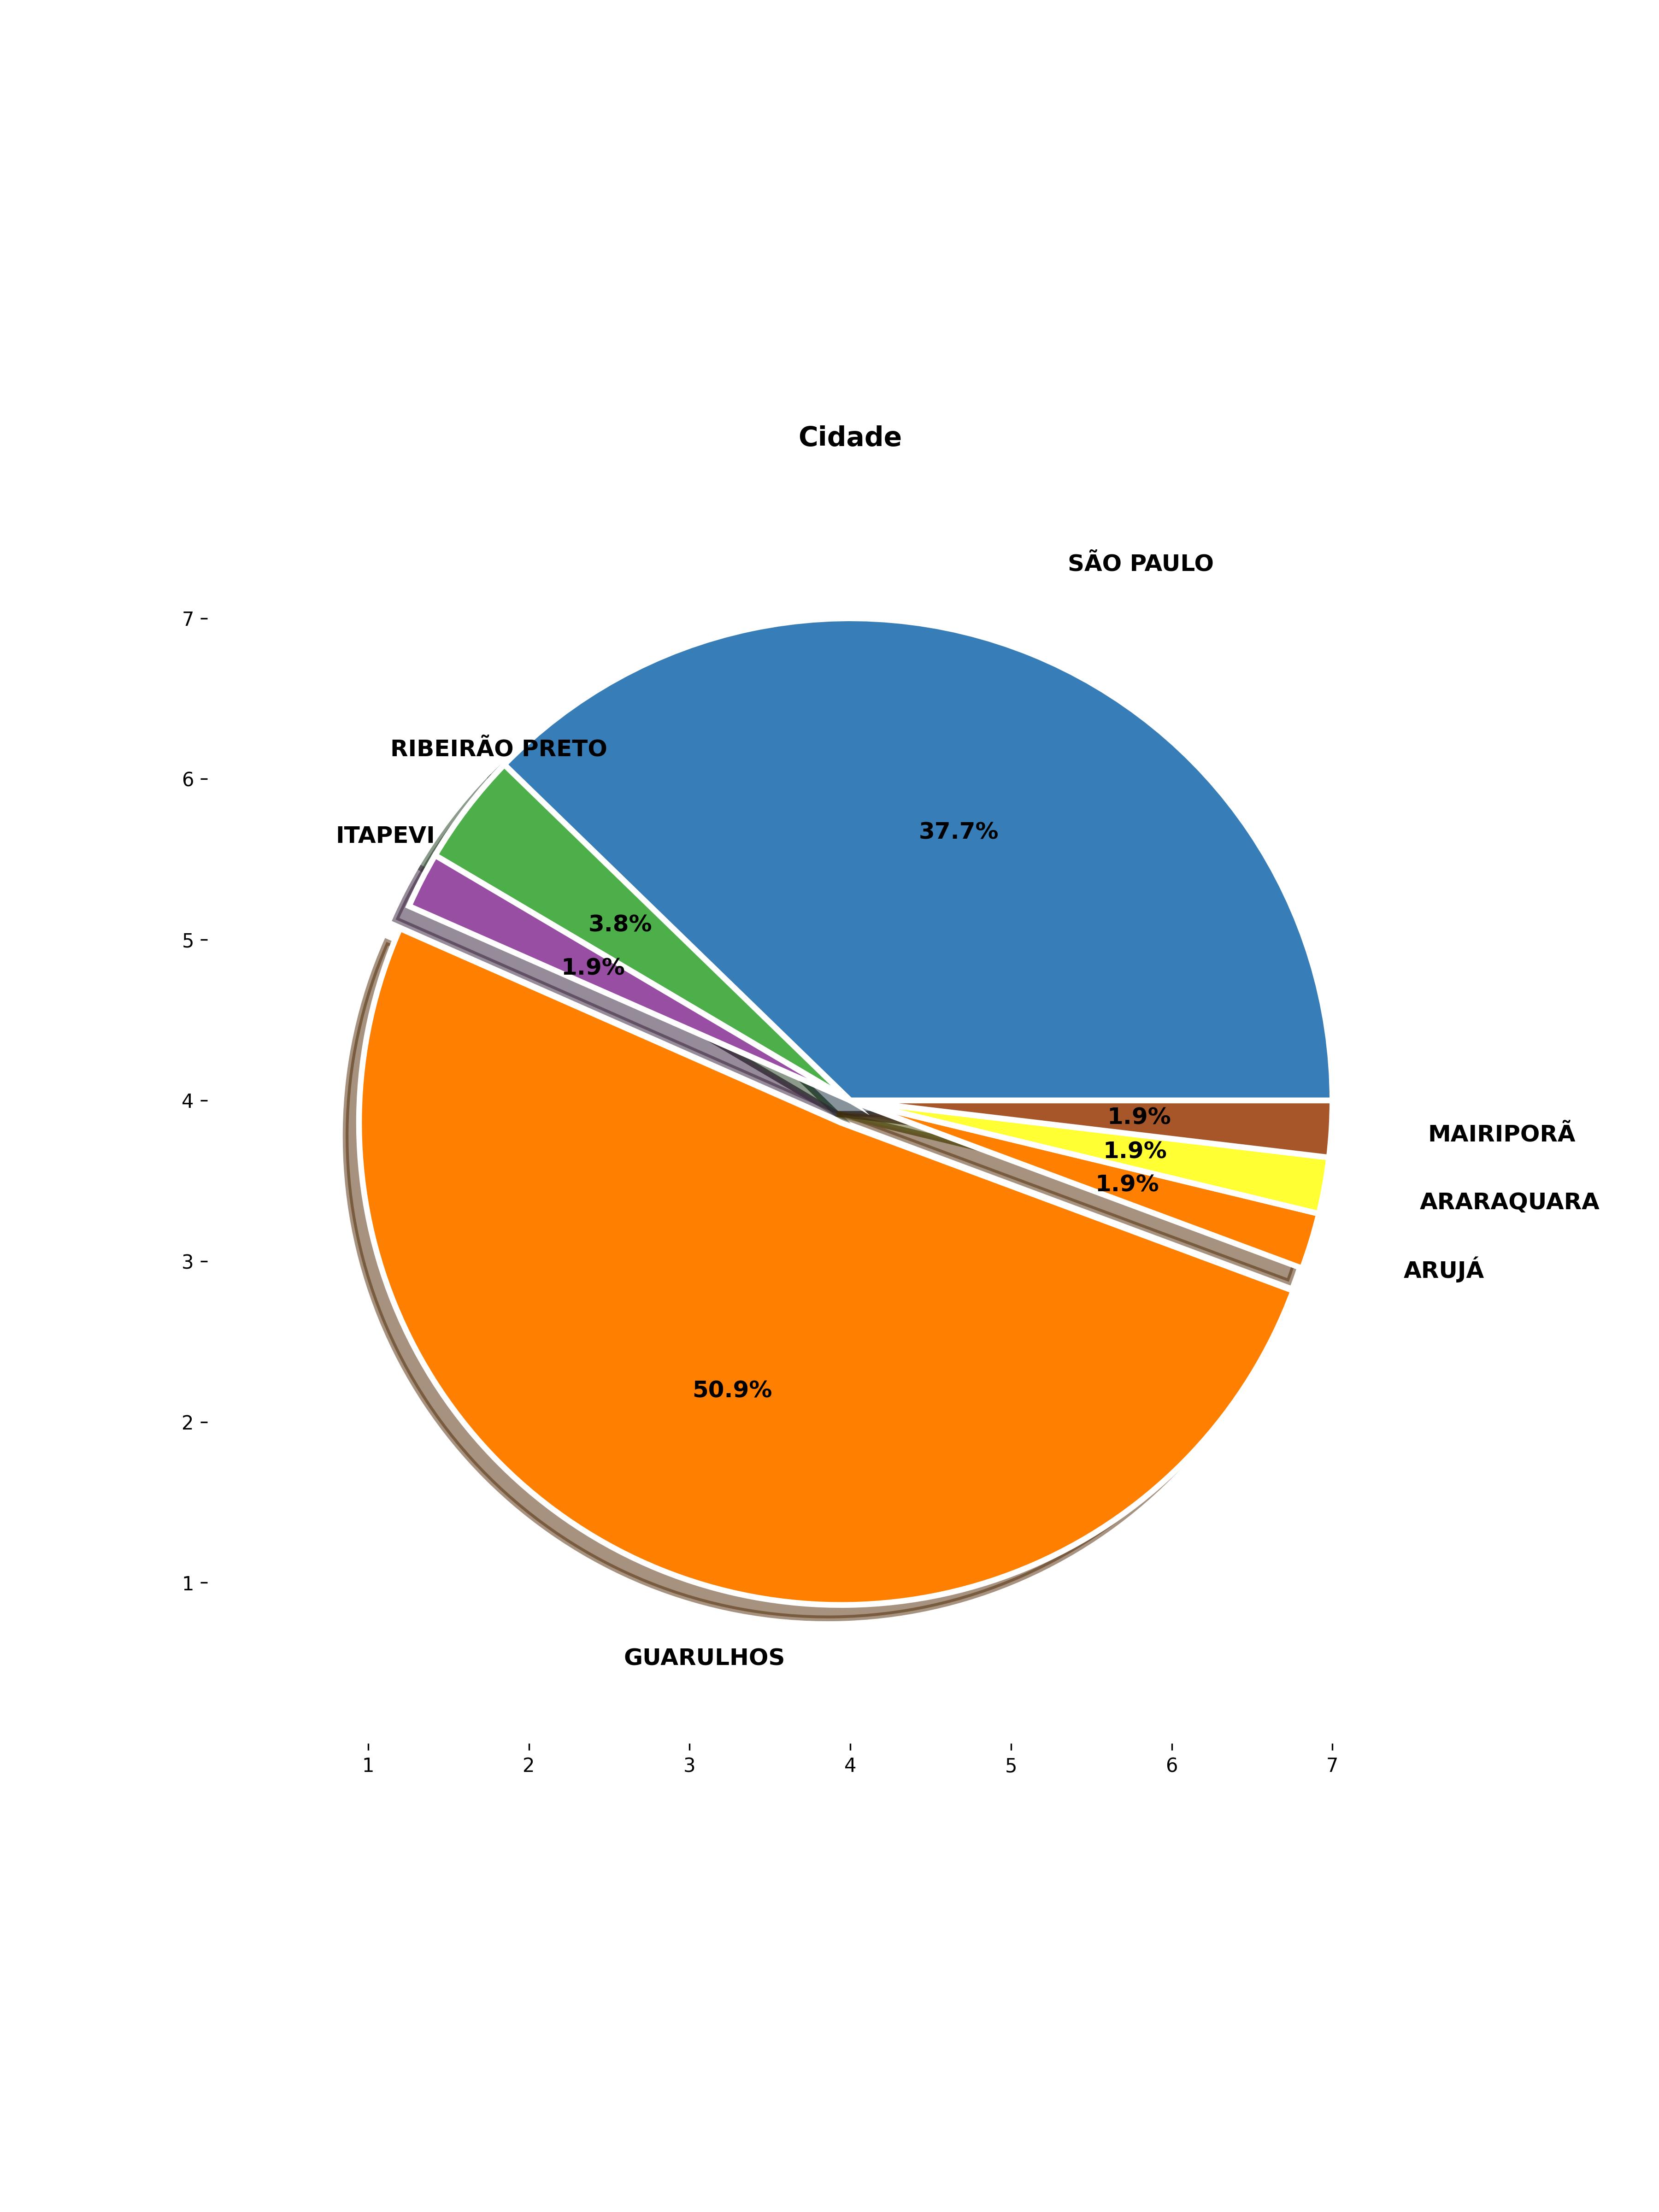 Cidade
SÃO PAULO
7
RIBEIRÃO PRETO
6
ITAPEVI
37.7%
3.8%
5
1.9%
4
1.9%
MAIRIPORÃ
1.9%
1.9%
ARARAQUARA
3
ARUJÁ
50.9%
2
1
GUARULHOS
1 2 3 4 5 6 7